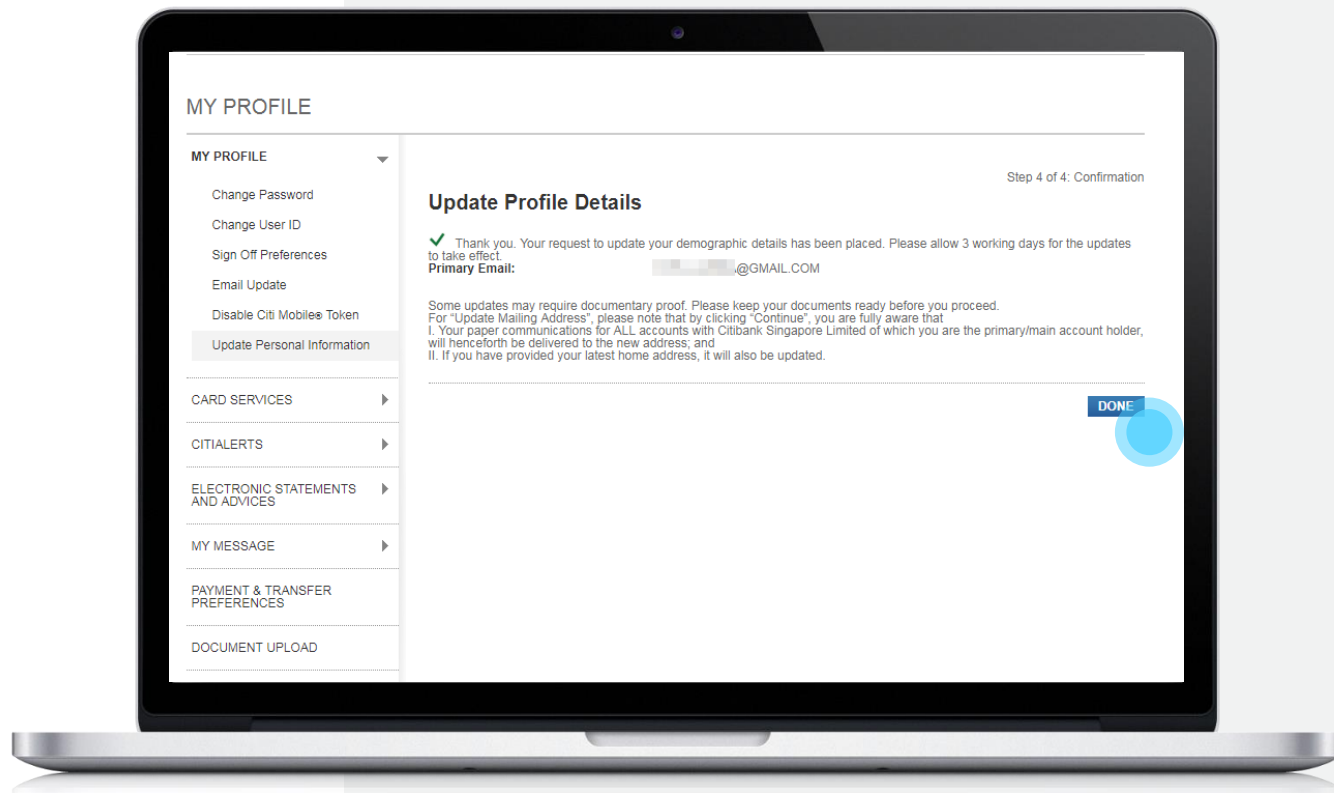 MY PROFILE
MY PROFILE
Change Password
Change User ID
Sign Off Preferences
Email Update
Disable Citi Mobile® Token
Update Personal Information
CARD SERVICES
CITIALERTS
ELECTRONIC STATEMENTS
AND ADVICES
MY MESSAGE
PAYMENT & TRANSFER
PREFERENCES
DOCUMENT UPLOAD
Step 4 of 4: Confirmation
Update Profile Details
Thank you. Your request to update your demographic details has been placed. Please allow 3 working days for the updates
to take effect.
Primary Email: @GMAIL.COM
Some updates may require documentary proof. Please keep your documents ready before you proceed.
For “Update Mailing Address”, please note that by clicking “Continue”, you are fully aware that
I. Your paper communications for ALL accounts with Citibank Singapore Limited of which you are the primary/main account holder,
will henceforth be delivered to the new address; and
II. If you have provided your latest home address, it will also be updated.
DONE